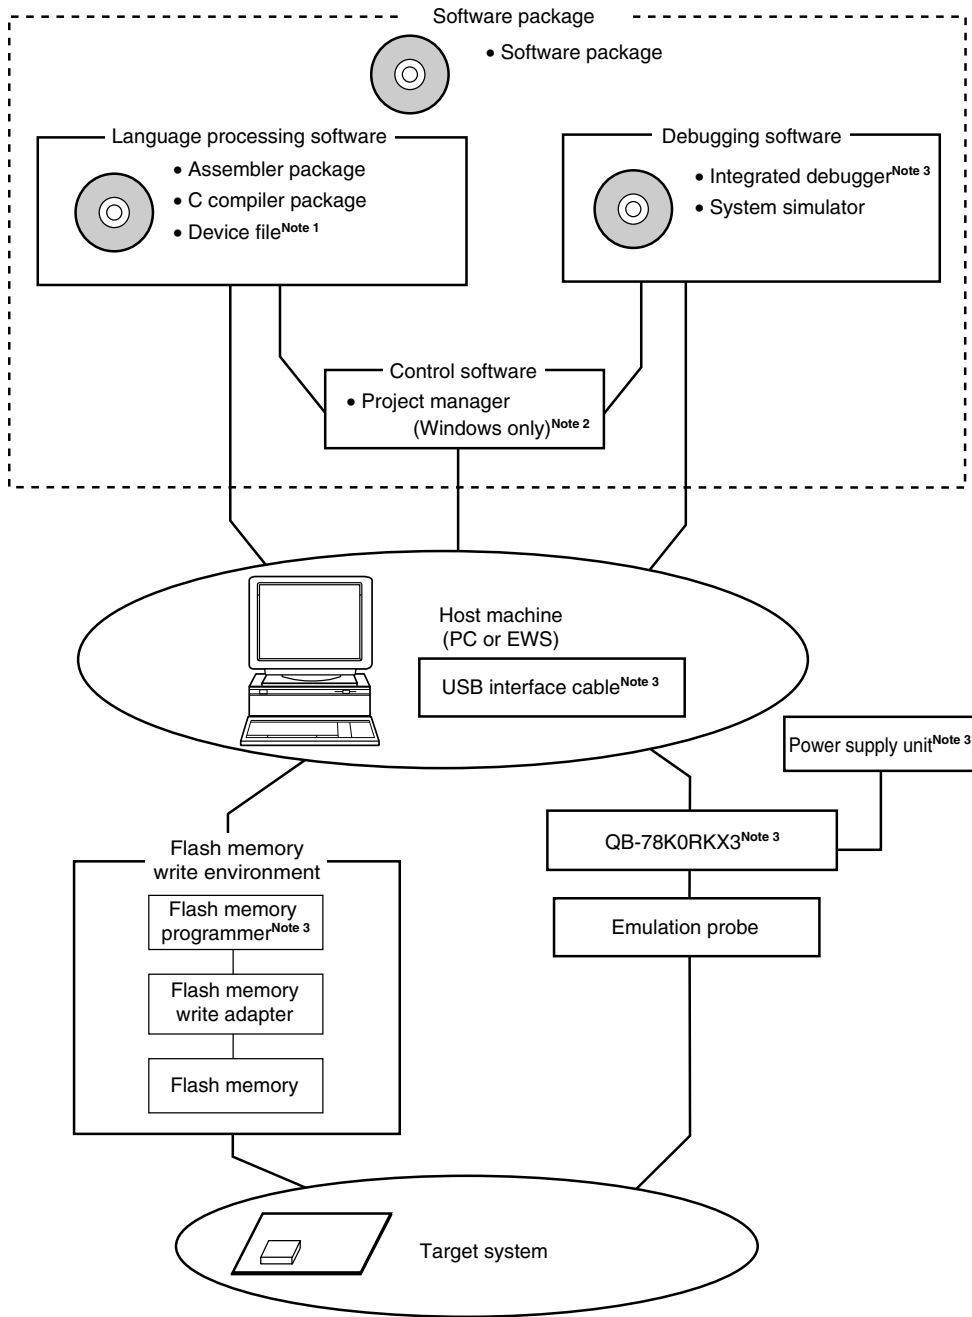 Software package
• Software package
Language processing software
• Assembler package
• C compiler package
• Device fileNote 1
Debugging software
• Integrated debuggerNote 3
• System simulator
Control software
• Project manager
(Windows only)Note 2
Host machine
(PC or EWS)
USB interface cableNote 3
Power supply unitNote 3
QB-78K0RKX3Note 3
Emulation probe
Flash memory
write environment
Flash memory
programmerNote 3
Flash memory
write adapter
Flash memory
Target system